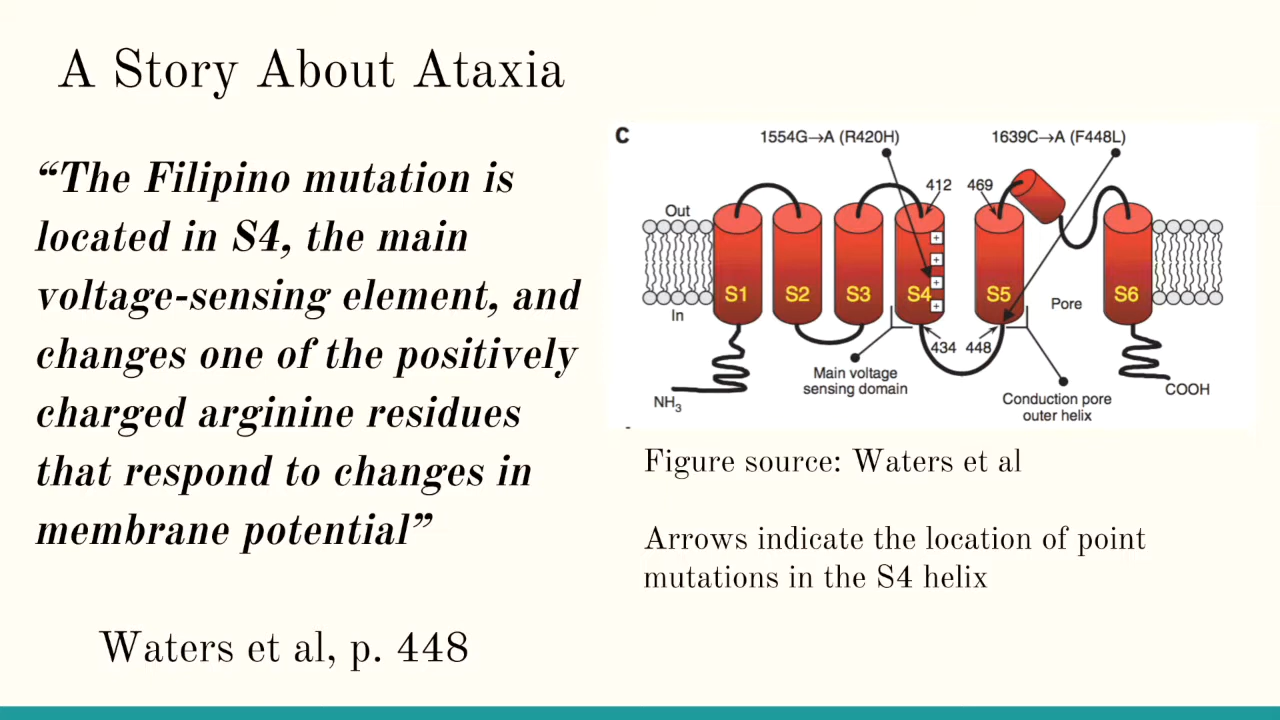 A Story About Ataxia
“The Filipino mutation is
located in S4, the main
voltage-sensing element, and
changes one of the positively
charged arginine residues
that respond to changes in
membrane potential”
Waters et al, p. 448
C
1554G→A (R420H)
1639C→A (F448L)
412
469
Out
+
+
+
+
S1
S2
S3
S4
S5
Pore
S6
In
434
448
Main voltage
sensing domain
Conduction pore
outer helix
NH3
COOH
Figure source: Waters et al
Arrows indicate the location of point
mutations in the S4 helix